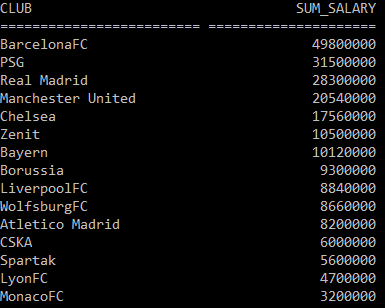 CLUB SUM_SALARY
========================= =====================
BarcelonaFC 49800000
PSG 31500000
Real Madrid 28300000
Manchester United 20540000
Chelsea 17560000
Zenit 10500000
Bayern 10120000
Borussia 9300000
LiverpoolFC 8840000
WolfsburgFC 8660000
Atletico Madrid 8200000
CSKA 6000000
Spartak 5600000
LyonFC 4700000
MonacoFC 3200000